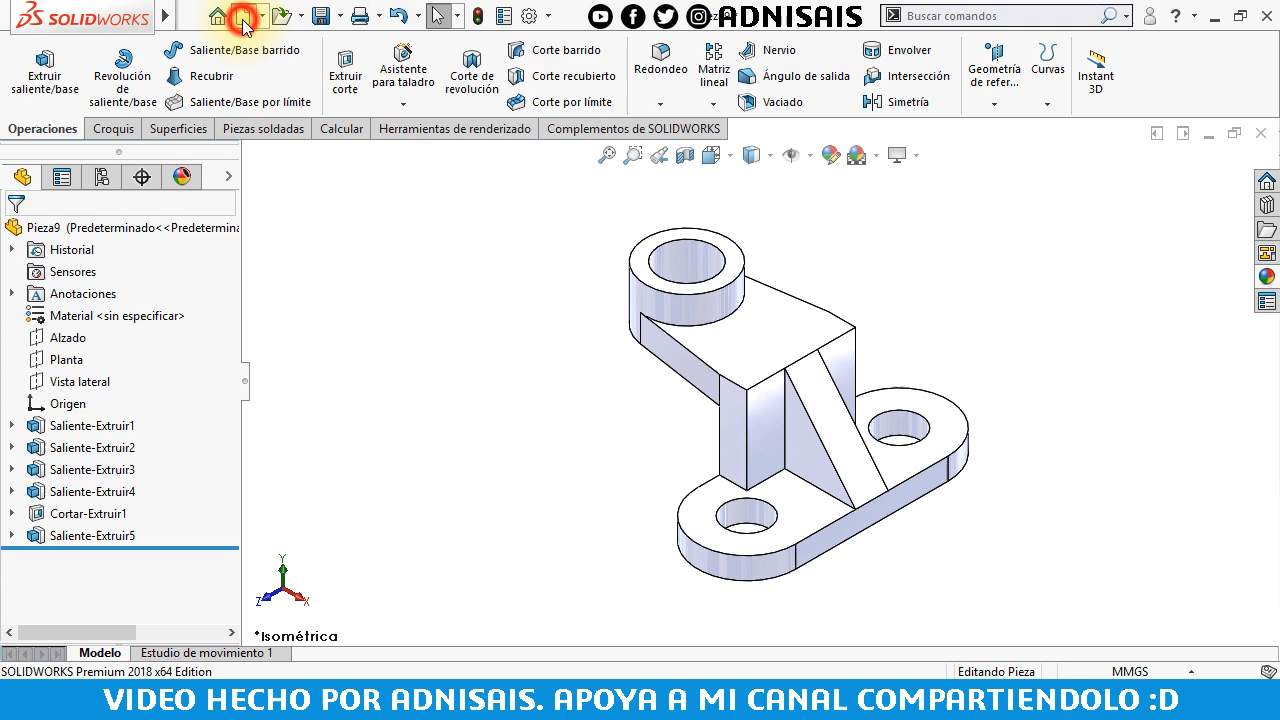 SOLIDWORKS
ADNISAIS
Buscar comandos
Extruir saliente/base
Revolución de saliente/base
Saliente/Base barrido
Recubrir
Saliente/Base por límite
Extruir corte
Asistente para taladro
Corte de revolución
Corte barrido
Corte recubierto
Corte por límite
Redondeo
Matriz lineal
Nervio
Ángulo de salida
Vaciado
Envolver
Intersección
Simetría
Geometría de refer...
Curvas
Instant 3D
Operaciones
Croquis
Superficies
Piezas soldadas
Calcular
Herramientas de renderizado
Complementos de SOLIDWORKS
Pieza9 (Predeterminado<<Predetermina
Historial
Sensores
Anotaciones
Material <sin especificar>
Alzado
Planta
Vista lateral
Origen
Saliente-Extruir1
Saliente-Extruir2
Saliente-Extruir3
Saliente-Extruir4
Cortar-Extruir1
Saliente-Extruir5
Y
Z
X
*Isométrica
Modelo
Estudio de movimiento 1
SOLIDWORKS Premium 2018 x64 Edition
Editando Pieza
MMGS
VIDEO HECHO POR ADNISAIS. APOYA A MI CANAL COMPARTIENDOLO :D